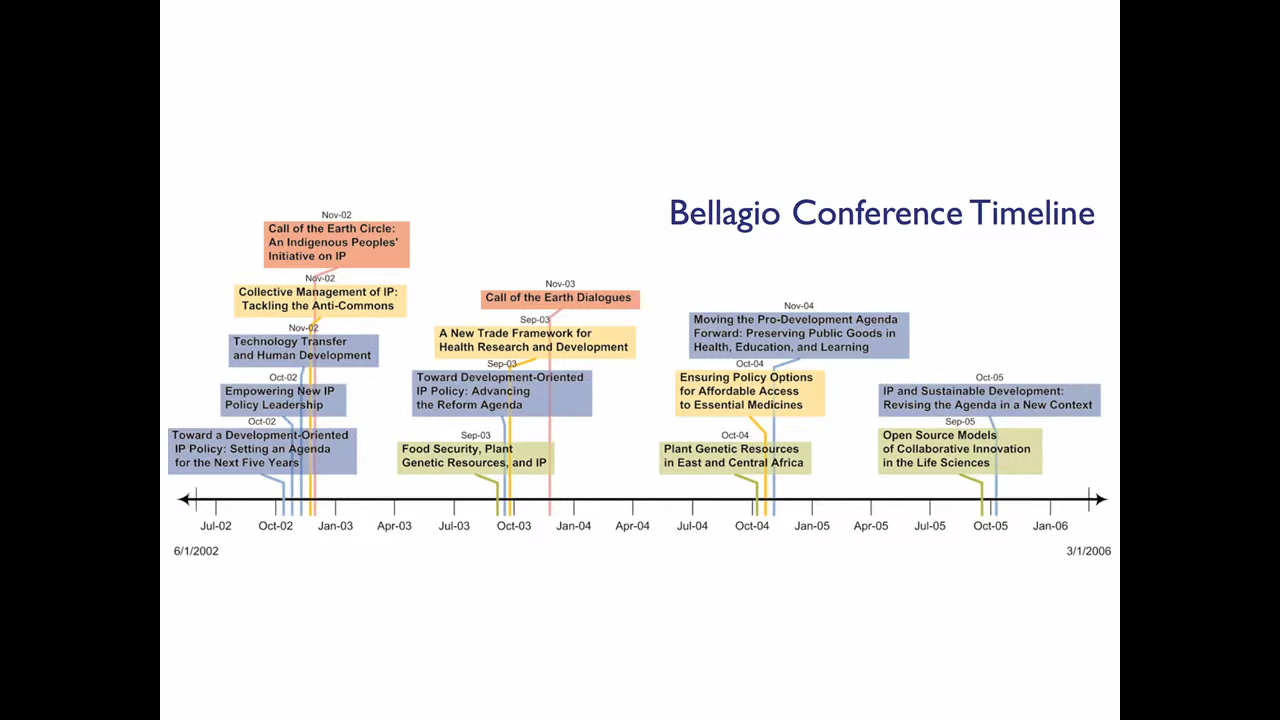 Bellagio Conference Timeline
Nov-02
Call of the Earth Circle:
An Indigenous Peoples'
Initiative on IP
Nov-02
Collective Management of IP:
Tackling the Anti-Commons
Nov-02
Technology Transfer
and Human Development
Oct-02
Empowering New IP
Policy Leadership
Oct-02
Toward a Development-Oriented
IP Policy: Setting an Agenda
for the Next Five Years
Nov-03
Call of the Earth Dialogues
Sep-03
A New Trade Framework for
Health Research and Development
Sep-03
Toward Development-Oriented
IP Policy: Advancing
the Reform Agenda
Sep-03
Food Security, Plant
Genetic Resources, and IP
Nov-04
Moving the Pro-Development Agenda
Forward: Preserving Public Goods in
Health, Education, and Learning
Oct-04
Ensuring Policy Options
for Affordable Access
to Essential Medicines
Oct-04
Plant Genetic Resources
in East and Central Africa
Oct-05
IP and Sustainable Development:
Revising the Agenda in a New Context
Sep-05
Open Source Models
of Collaborative Innovation
in the Life Sciences
Jul-02 Oct-02 Jan-03 Apr-03 Jul-03 Oct-03 Jan-04 Apr-04 Jul-04 Oct-04 Jan-05 Apr-05 Jul-05 Oct-05 Jan-06
6/1/2002 3/1/2006